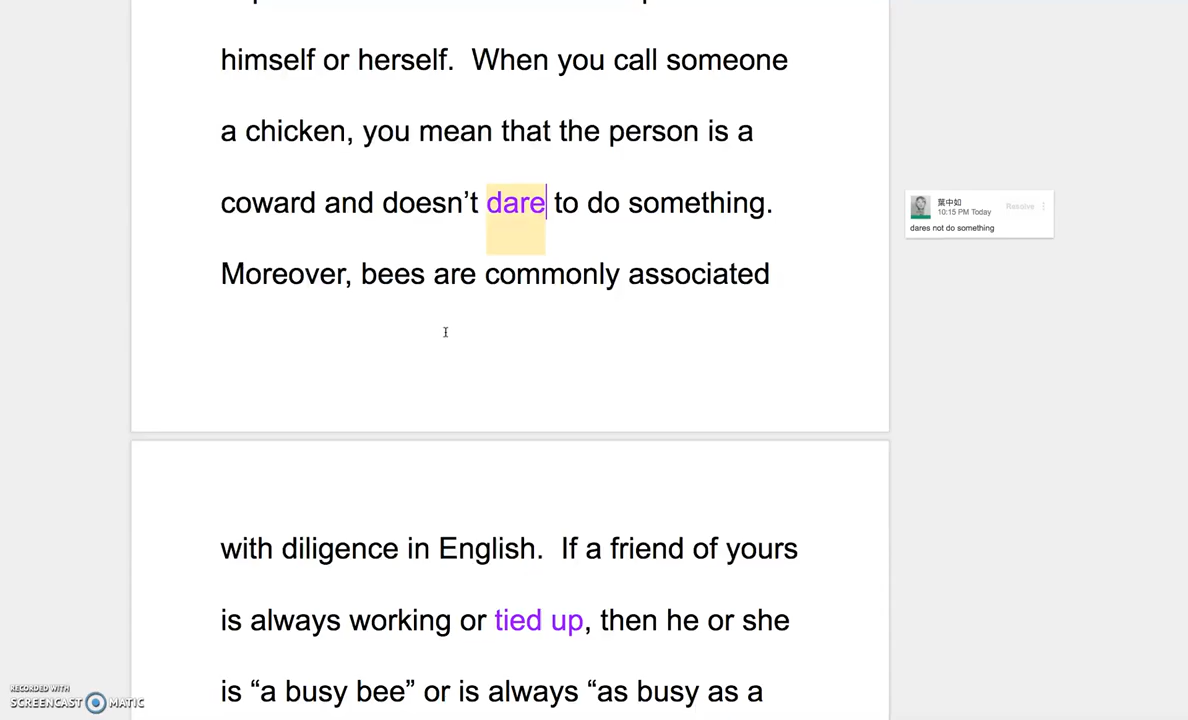 himself or herself.  When you call someone
a chicken, you mean that the person is a
coward and doesn’t dare to do something.
Moreover, bees are commonly associated
葉中如
10:15 PM Today
Resolve
dares not do something
with diligence in English.  If a friend of yours
is always working or tied up, then he or she
is “a busy bee” or is always “as busy as a
RECORDED WITH
SCREENCAST MATIC